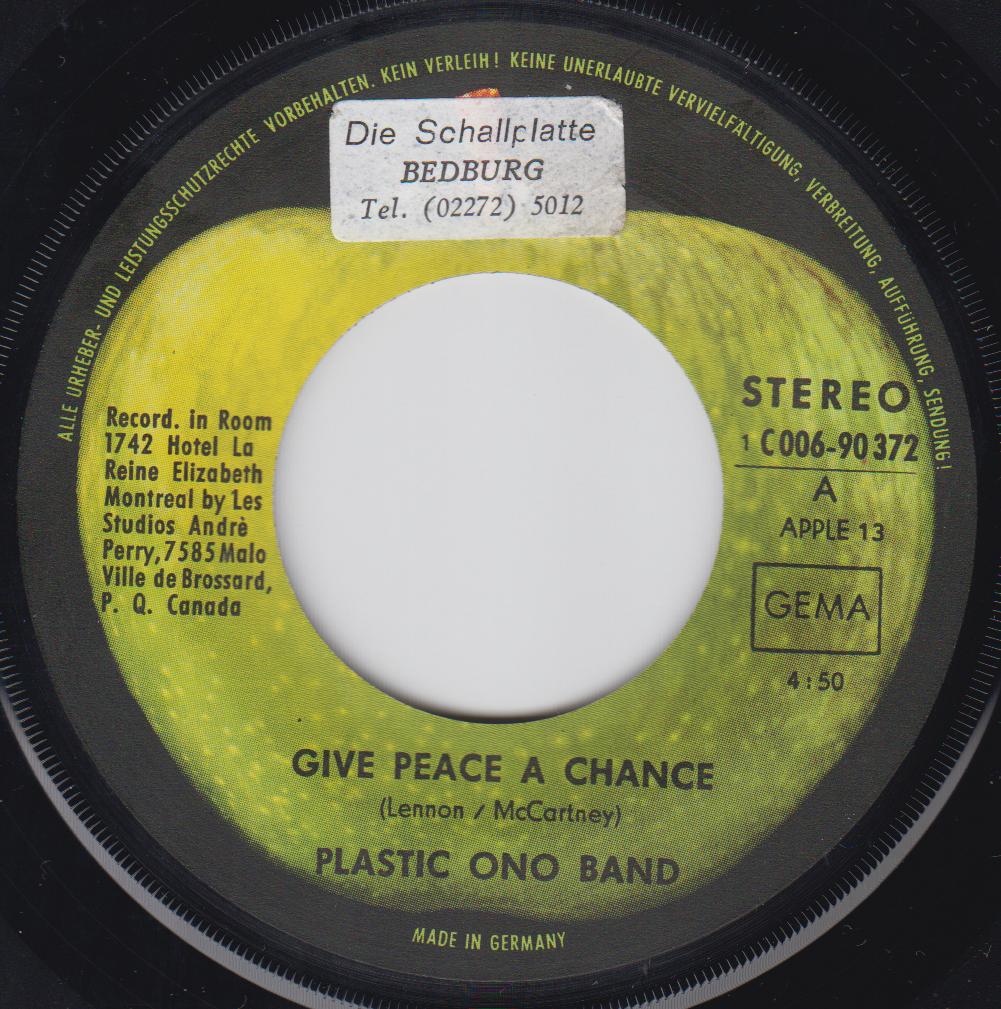 ALLE URHEBER- UND LEISTUNGSSCHUTZRECHTE VORBEHALTEN. KEIN VERLEIH! KEINE UNERLAUBTE VERVIELFÄLTIGUNG, VERBREITUNG, AUFFÜHRUNG, SENDUNG!
Die Schallplatte
BEDBURG
Tel. (02272) 5012
Record. in Room
1742 Hotel La
Reine Elizabeth
Montreal by Les
Studios Andrè
Perry,7585 Malo
Ville de Brossard,
P. Q. Canada
STEREO
1 C 006-90 372
A
APPLE 13
GEMA
4:50
GIVE PEACE A CHANCE
(Lennon / McCartney)
PLASTIC ONO BAND
MADE IN GERMANY